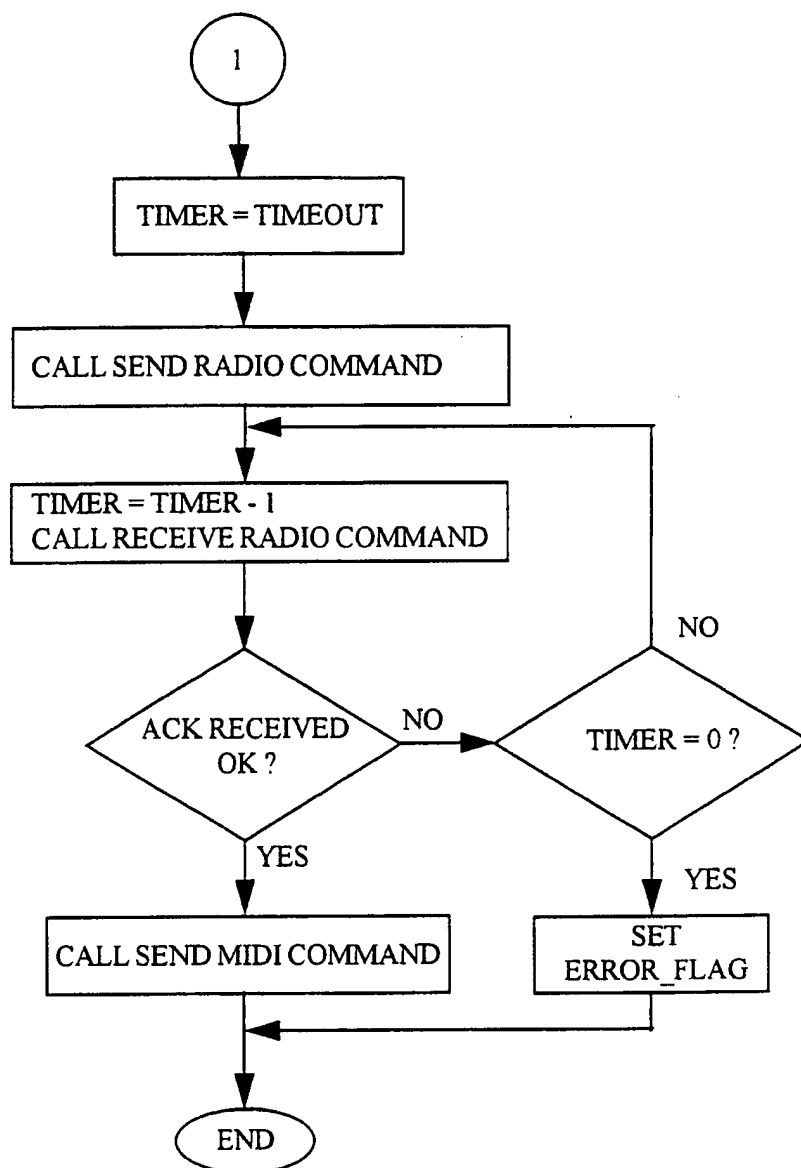 1
TIMER = TIMEOUT
CALL SEND RADIO COMMAND
TIMER = TIMER - 1
CALL RECEIVE RADIO COMMAND
NO
ACK RECEIVED
OK ?
NO
TIMER = 0 ?
YES
YES
CALL SEND MIDI COMMAND
SET
ERROR_FLAG
END